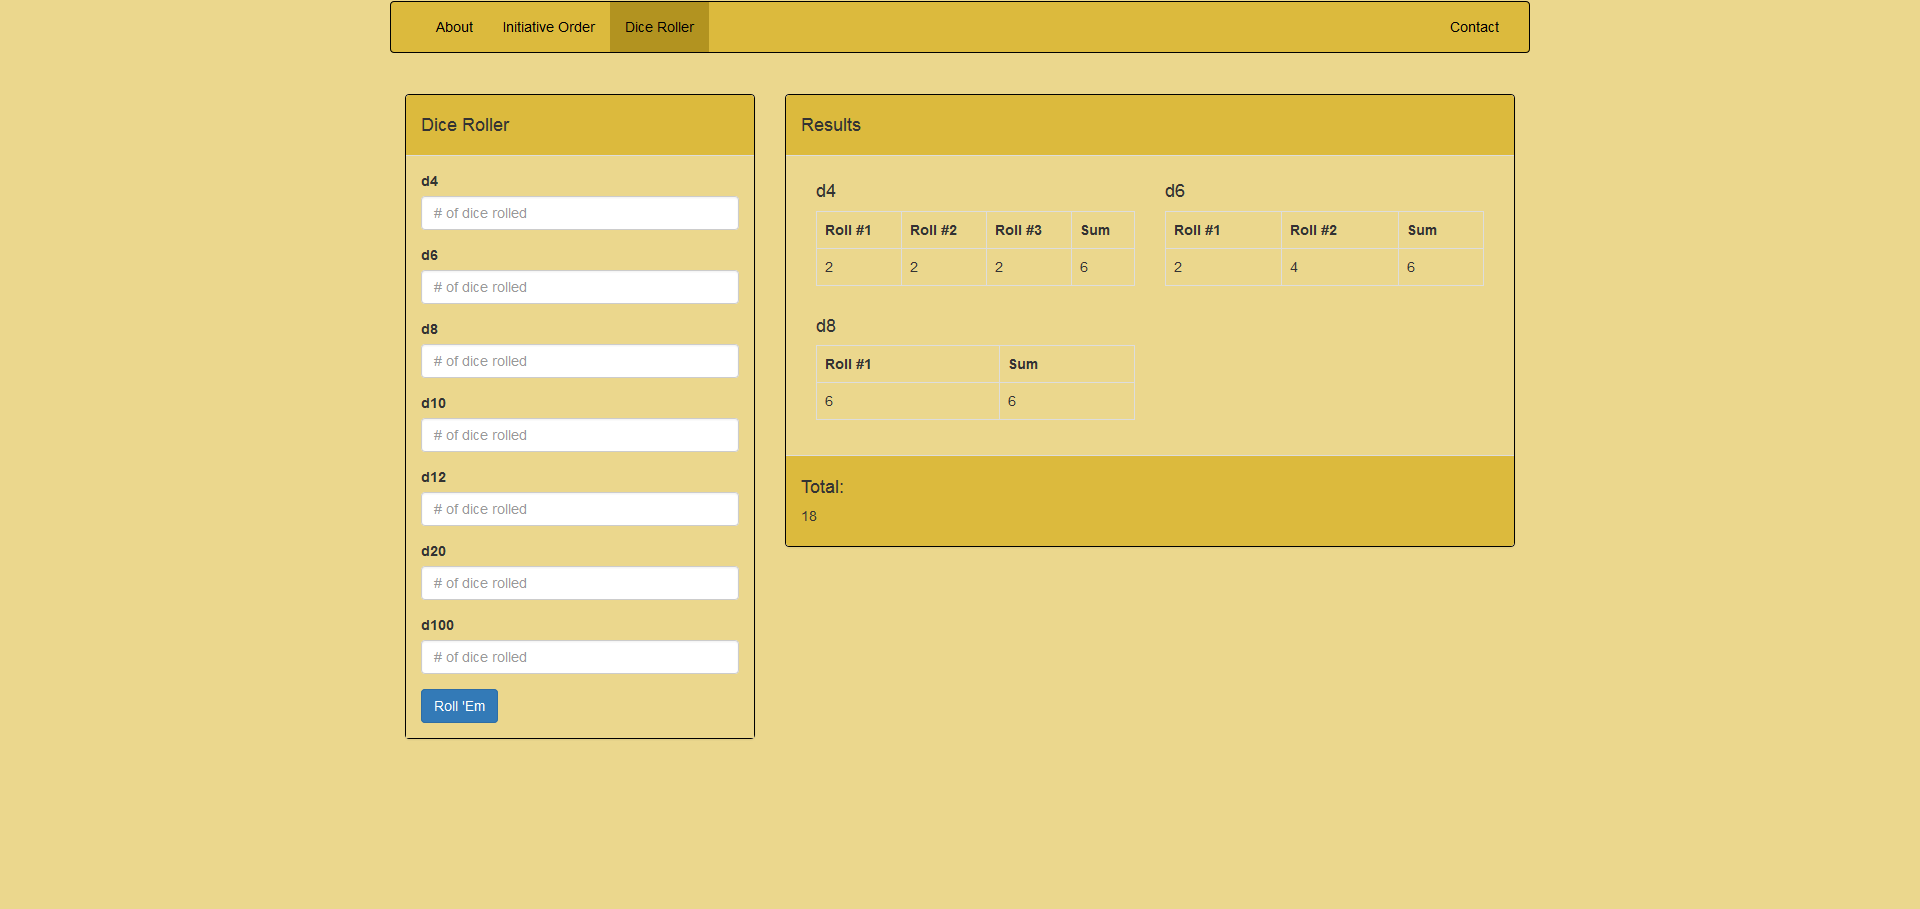 About Initiative Order Dice Roller Contact
Dice Roller
d4
# of dice rolled
d6
# of dice rolled
d8
# of dice rolled
d10
# of dice rolled
d12
# of dice rolled
d20
# of dice rolled
d100
# of dice rolled
Roll 'Em
Results
d4
Roll #1 Roll #2 Roll #3 Sum
2 2 2 6
d6
Roll #1 Roll #2 Sum
2 4 6
d8
Roll #1 Sum
6 6
Total:
18